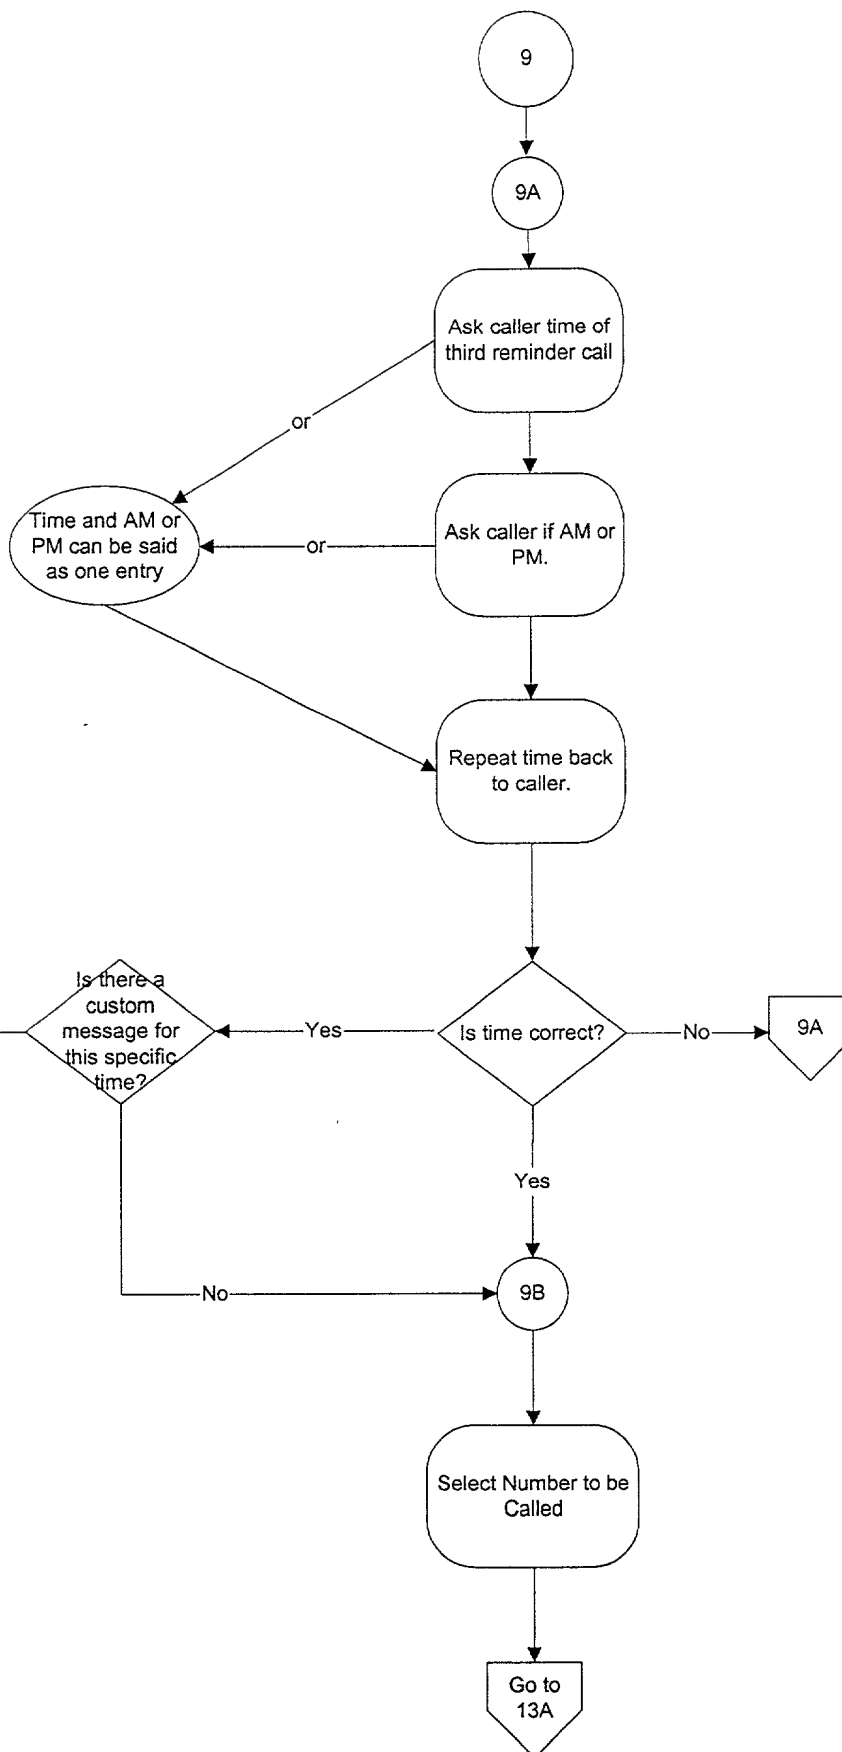 9
9A
Ask caller time of
third reminder call
or
Time and AM or
PM can be said
as one entry
or
Ask caller if AM or
PM.
Repeat time back
to caller.
Is there a
custom
message for
this specific
time?
Yes
Is time correct?
No
9A
Yes
No
9B
Select Number to be
Called
Go to
13A